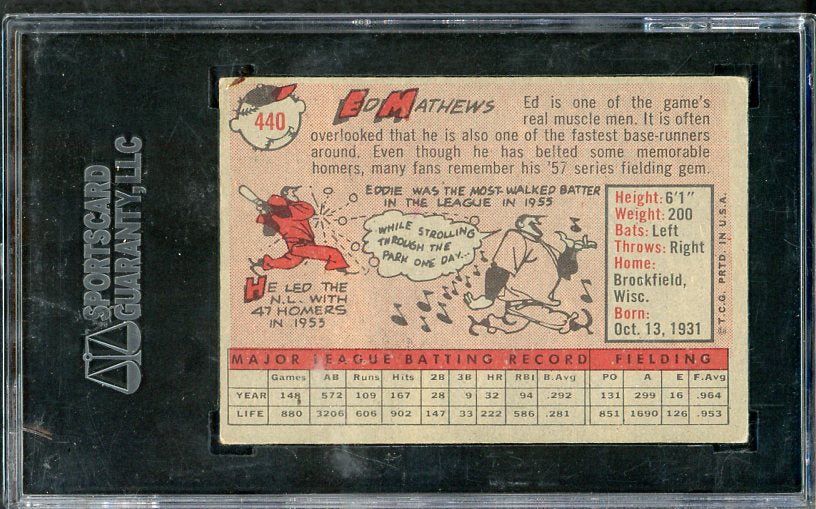 SPORTSCARD
GUARANTY, LLC
440
ED MATHEWS
Ed is one of the game's
real muscle men. It is often
overlooked that he is also one of the fastest base-runners
around. Even though he has belted some memorable
homers, many fans remember his '57 series fielding gem.
EDDIE WAS THE MOST-WALKED BATTER
IN THE LEAGUE IN 1955
WHILE STROLLING
THROUGH THE
PARK ONE DAY...
HE LED THE
N.L. WITH
47 HOMERS
IN 1953
Height: 6'1"
Weight: 200
Bats: Left
Throws: Right
Home:
Brockfield,
Wisc.
Born:
Oct. 13, 1931
© T.C.G. PRTD. IN U.S.A.
MAJOR LEAGUE BATTING RECORD FIELDING
Games AB Runs Hits 2B 3B HR RBI B.Avg PO A E F.Avg
YEAR 148 572 109 167 28 9 32 94 .292 131 299 16 .964
LIFE 880 3206 606 902 147 33 222 586 .281 851 1690 126 .953